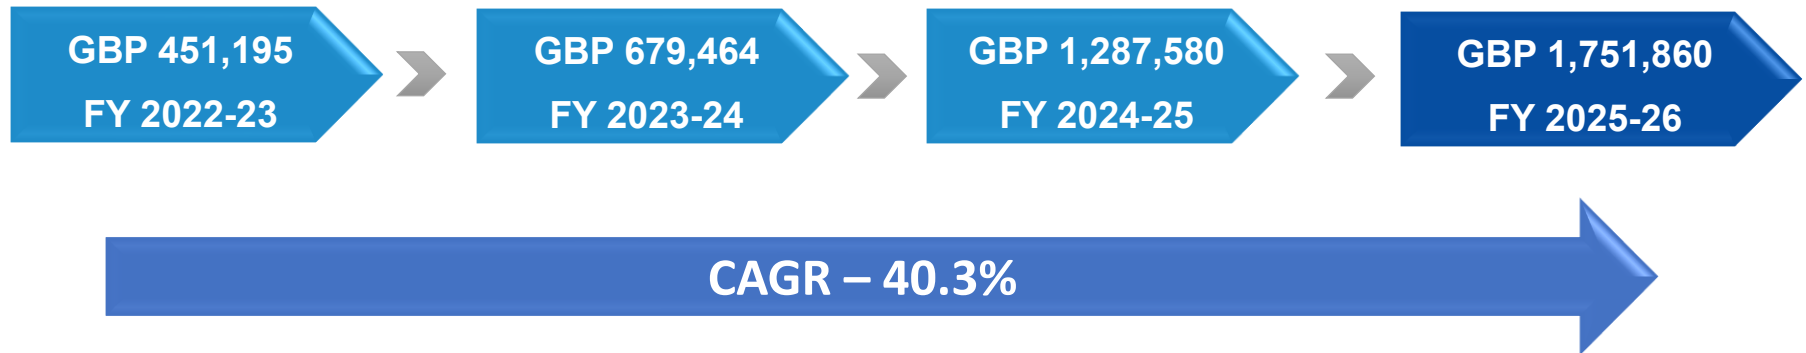 GBP 451,195
FY 2022-23
GBP 679,464
FY 2023-24
GBP 1,287,580
FY 2024-25
GBP 1,751,860
FY 2025-26
CAGR – 40.3%